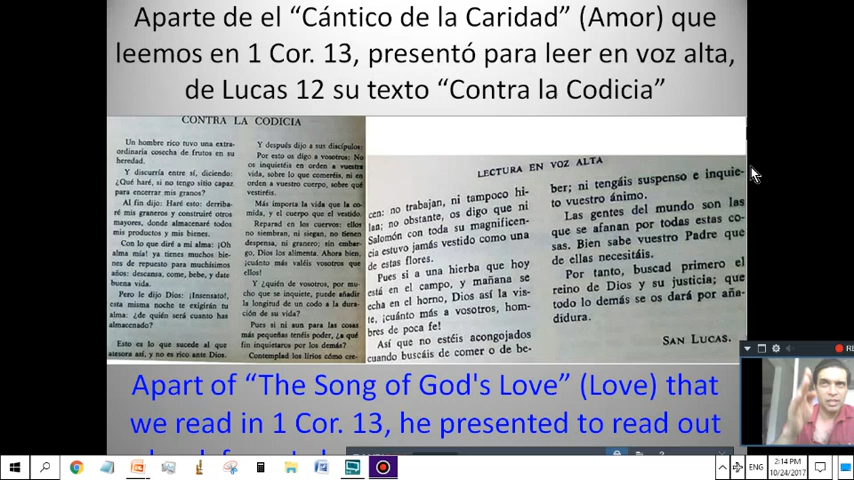 Aparte de el “Cántico de la Caridad” (Amor) que
leemos en 1 Cor. 13, presentó para leer en voz alta,
de Lucas 12 su texto “Contra la Codicia”
CONTRA LA CODICIA
Un hombre rico tuvo una extra-
ordinaria cosecha de frutos en su
heredad.
Y discurría entre sí, diciendo:
¿Qué haré, si no tengo sitio capaz
para encerrar mis granos?
Al fin dijo: Haré esto: derriba-
ré mis graneros y construiré otros
mayores, donde almacenaré todos
mis productos y mis bienes.
Con lo que diré a mi alma: ¡Oh
alma mía! ya tienes muchos bie-
nes de repuesto para muchísimos
años: descansa, come, bebe, y date
buena vida.
Pero le dijo Dios: ¡Insensato!,
esta misma noche te exigirán tu
alma: ¿de quién será cuanto has
almacenado?
Esto es lo que sucede al que
atesora así, y no es rico ante Dios.
Y después dijo a sus discípulos:
Por esto os digo a vosotros: No
os inquietéis en orden a vuestra
vida, sobre lo que comeréis, ni en
orden a vuestro cuerpo, sobre qué
vestiréis.
Más importa la vida que la co-
mida, y el cuerpo que el vestido.
Reparad en los cuervos: ellos
no siembran, ni siegan, no tienen
despensa, ni granero; sin embar-
go, Dios los alimenta. Ahora bien,
¡cuánto más valéis vosotros que
ellos!
Y ¿quién de vosotros, por mu-
cho que se inquiete, puede añadir
la longitud de un codo a la dura-
ción de su vida?
Pues si ni aun para las cosas
más pequeñas tenéis poder, ¿a qué
fin inquietaros por los demás?
Contemplad los lirios cómo cre-
LECTURA EN VOZ ALTA
cen: no trabajan, ni tampoco hi-
lan; no obstante, os digo que ni
Salomón con toda su magnificen-
cia estuvo jamás vestido como una
de estas flores.
Pues si a una hierba que hoy
está en el campo, y mañana se
echa en el horno, Dios así la vis-
te, ¡cuánto más a vosotros, hom-
bres de poca fe!
Así que no estéis acongojados
cuando buscáis de comer o de be-
ber; ni tengáis suspenso e inquie-
to vuestro ánimo.
Las gentes del mundo son las
que se afanan por todas estas co-
sas. Bien sabe vuestro Padre que
de ellas necesitáis.
Por tanto, buscad primero el
reino de Dios y su justicia; que
todo lo demás se os dará por aña-
didura.
SAN LUCAS.
Apart of “The Song of God's Love” (Love) that
we read in 1 Cor. 13, he presented to read out
ENG
2:14 PM
10/24/2017